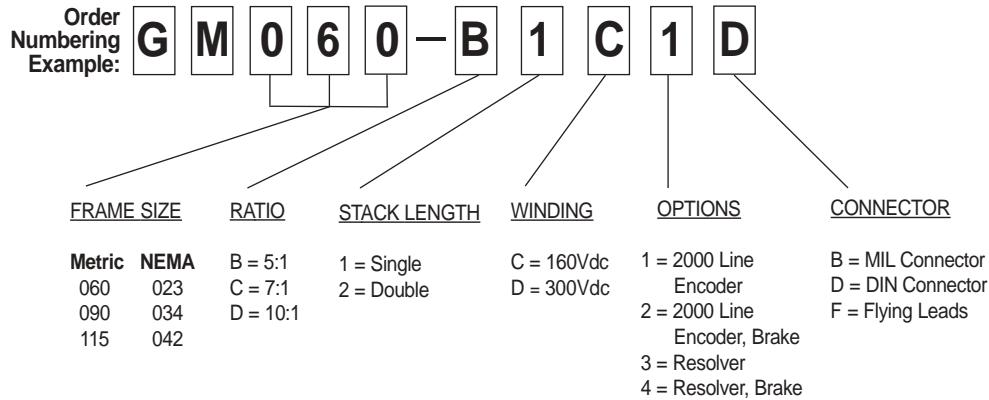 Order
Numbering
Example:
G M 0 6 0 – B 1 C 1 D
FRAME SIZE
Metric NEMA
060 023
090 034
115 042
RATIO
B = 5:1
C = 7:1
D = 10:1
STACK LENGTH
1 = Single
2 = Double
WINDING
C = 160Vdc
D = 300Vdc
OPTIONS
1 = 2000 Line
Encoder
2 = 2000 Line
Encoder, Brake
3 = Resolver
4 = Resolver, Brake
CONNECTOR
B = MIL Connector
D = DIN Connector
F = Flying Leads